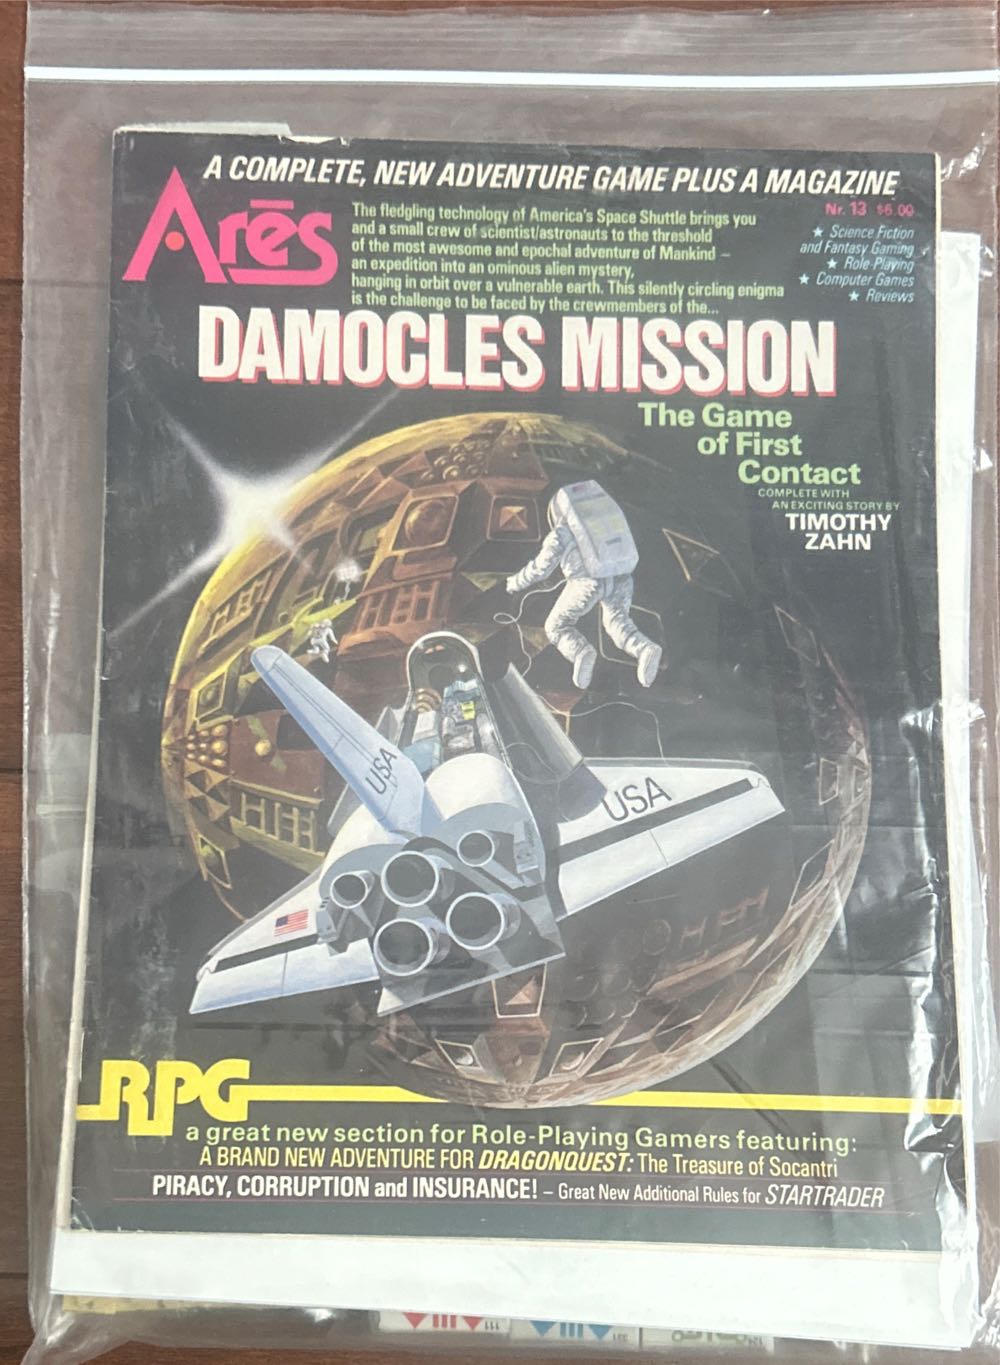 A COMPLETE, NEW ADVENTURE GAME PLUS A MAGAZINE
Arēs
Nr. 13 $6.00
★ Science Fiction
and Fantasy Gaming
★ Role-Playing
★ Computer Games
★ Reviews
The fledgling technology of America's Space Shuttle brings you
and a small crew of scientist/astronauts to the threshold
of the most awesome and epochal adventure of Mankind –
an expedition into an ominous alien mystery,
hanging in orbit over a vulnerable earth. This silently circling enigma
is the challenge to be faced by the crewmembers of the...
DAMOCLES MISSION
The Game
of First
Contact
COMPLETE WITH
AN EXCITING STORY BY
TIMOTHY
ZAHN
USA
USA
RPG
a great new section for Role-Playing Gamers featuring:
A BRAND NEW ADVENTURE FOR DRAGONQUEST: The Treasure of Socantri
PIRACY, CORRUPTION and INSURANCE! – Great New Additional Rules for STARTRADER